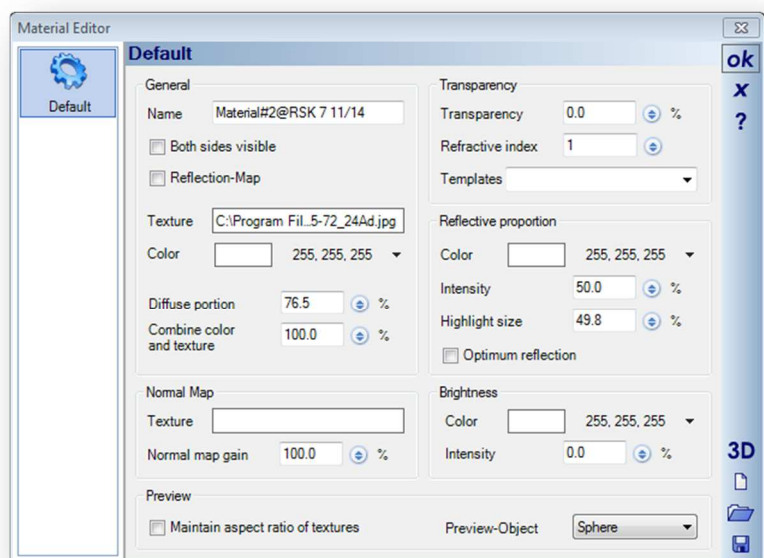 Material Editor
Default
ok
x
?
Default
General
Name Material#2@RSK 7 11/14
Both sides visible
Reflection-Map
Texture C:\Program Fil...5-72_24Ad.jpg
Color 255, 255, 255
Diffuse portion 76.5 %
Combine color
and texture 100.0 %
Transparency
Transparency 0.0 %
Refractive index 1
Templates
Reflective proportion
Color 255, 255, 255
Intensity 50.0 %
Highlight size 49.8 %
Optimum reflection
Normal Map
Texture
Normal map gain 100.0 %
Brightness
Color 255, 255, 255
Intensity 0.0 %
3D
Preview
Maintain aspect ratio of textures
Preview-Object Sphere